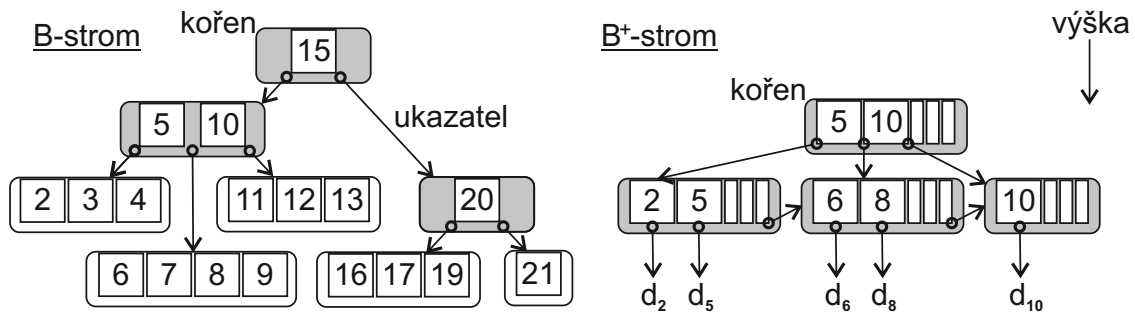 B-strom
kořen
15
5 10
ukazatel
2 3 4
11 12 13
20
6 7 8 9
16 17 19
21
B⁺-strom
výška
kořen
5 10
2 5
6 8
10
d₂ d₅
d₆ d₈
d₁₀